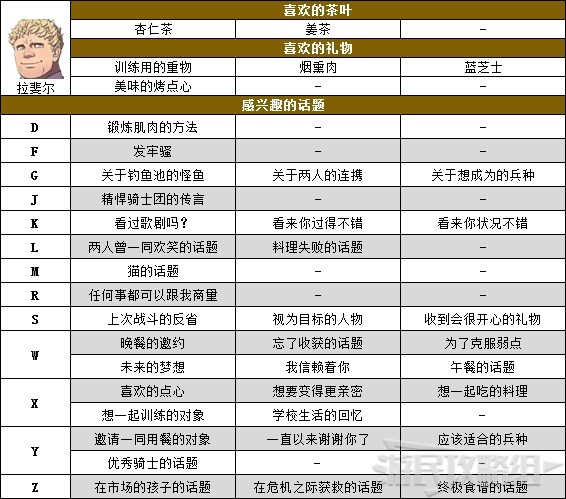 喜欢的茶叶
杏仁茶 姜茶 -
喜欢的礼物
训练用的重物 烟熏肉 蓝芝士
拉斐尔 美味的烤点心 - -
感兴趣的话题
D 锻炼肌肉的方法 - -
F 发牢骚 - -
G 关于钓鱼池的怪鱼 关于两人的连携 关于想成为的兵种
J 精悍骑士团的传言 - -
K 看过歌剧吗? 看来你过得不错 看来你状况不错
L 两人曾一同欢笑的话题 料理失败的话题 -
M 猫的话题 - -
R 任何事都可以跟我商量 - -
S 上次战斗的反省 视为目标的人物 收到会很开心的礼物
W 晚餐的邀约 忘了收获的话题 为了克服弱点
未来的梦想 我信赖着你 午餐的话题
X 喜欢的点心 想要变得更亲密 想一起吃的料理
想一起训练的对象 学校生活的回忆 -
Y 邀请一同用餐的对象 一直以来谢谢你了 应该适合的兵种
优秀骑士的话题 - -
Z 在市场的孩子的话题 在危机之际获救的话题 终极食谱的话题
游民攻略组